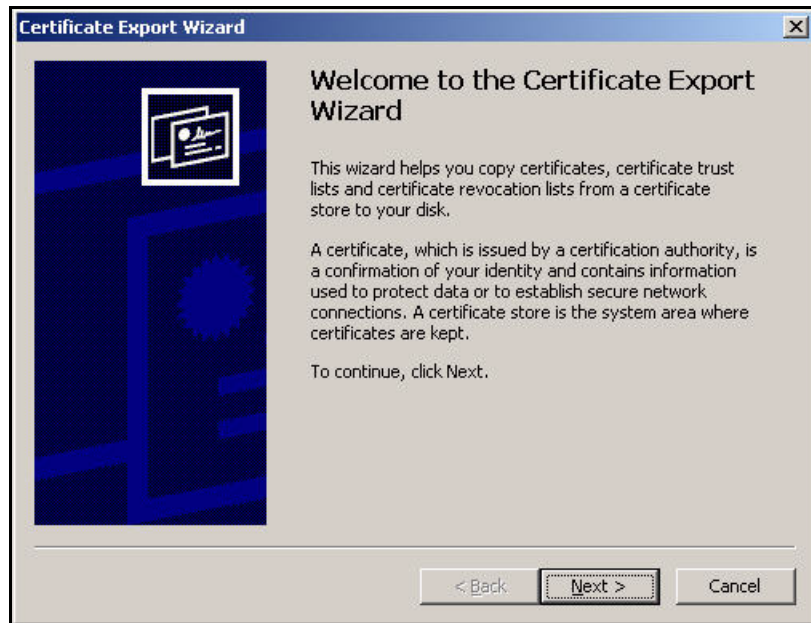 Certificate Export Wizard
Welcome to the Certificate Export
Wizard
This wizard helps you copy certificates, certificate trust
lists and certificate revocation lists from a certificate
store to your disk.
A certificate, which is issued by a certification authority, is
a confirmation of your identity and contains information
used to protect data or to establish secure network
connections. A certificate store is the system area where
certificates are kept.
To continue, click Next.
< Back
Next >
Cancel